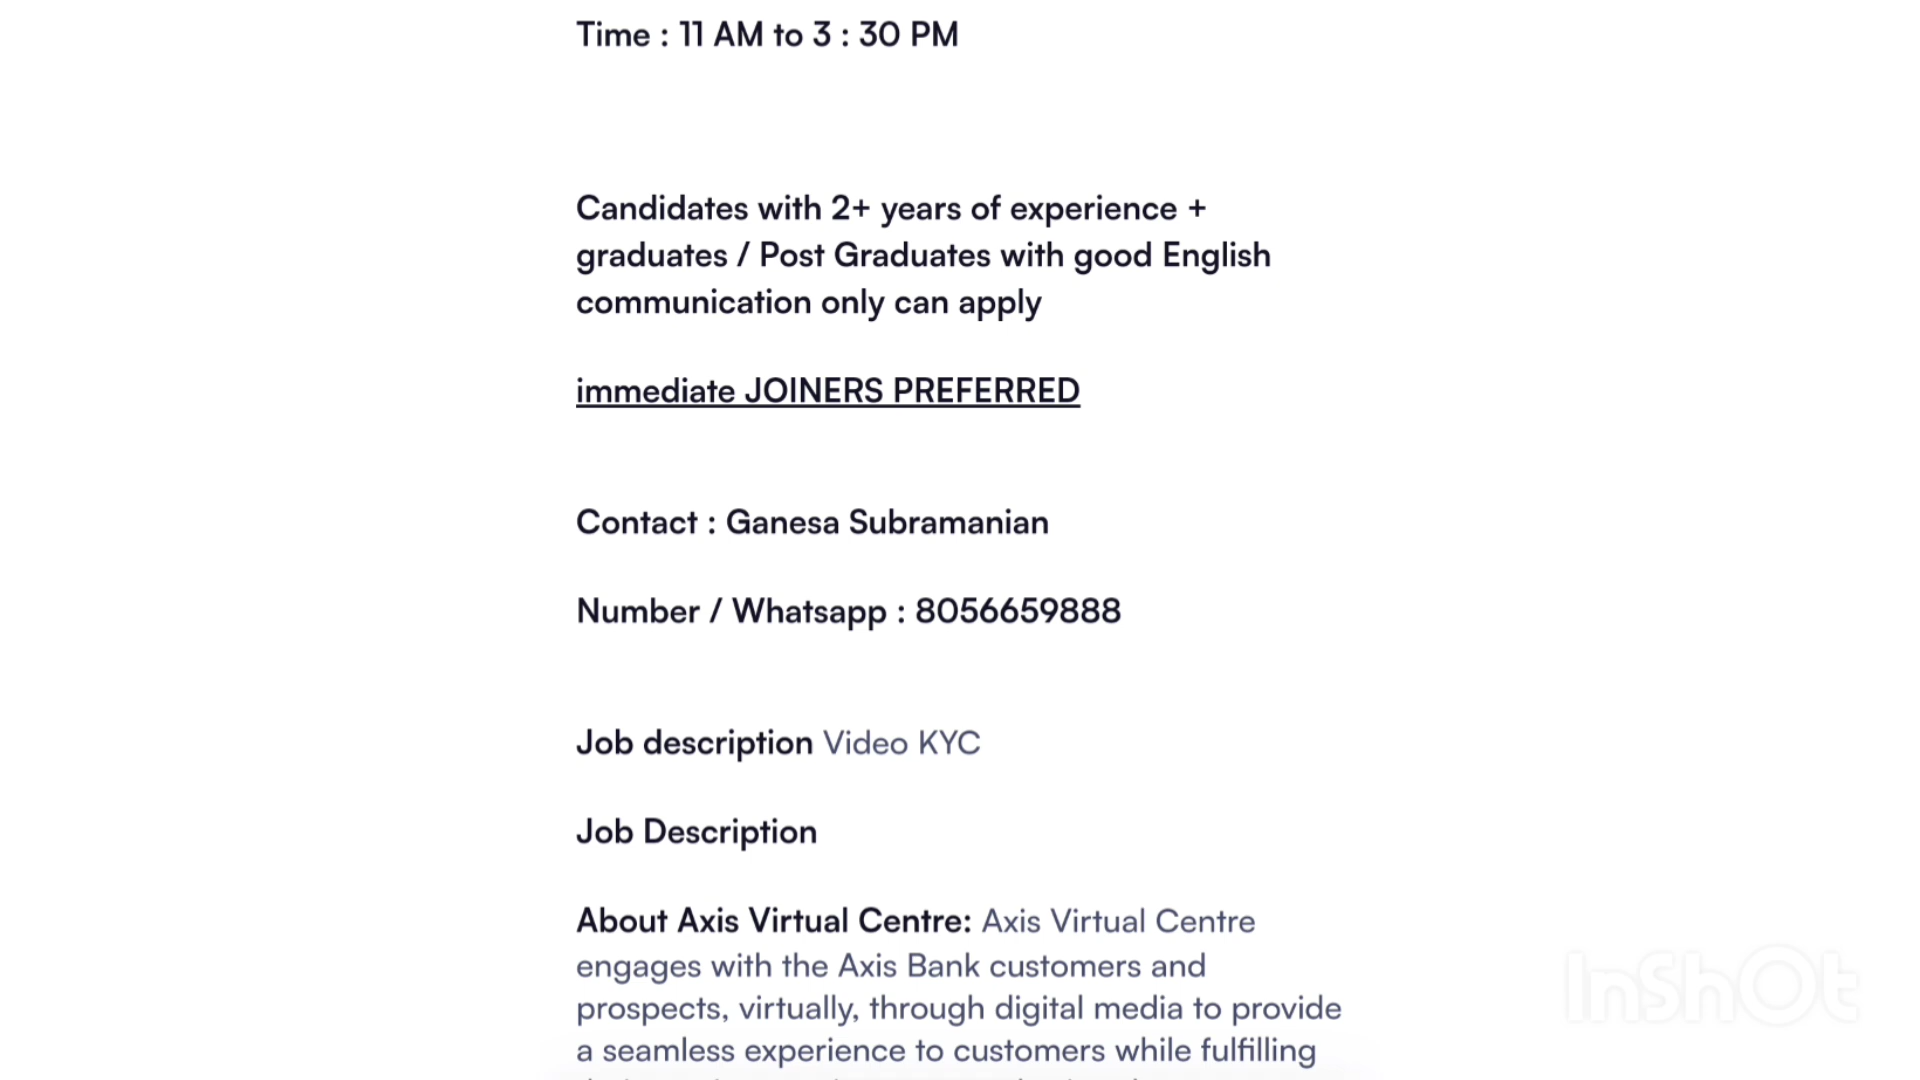 Time : 11 AM to 3 : 30 PM
Candidates with 2+ years of experience +
graduates / Post Graduates with good English
communication only can apply
immediate JOINERS PREFERRED
Contact : Ganesa Subramanian
Number / Whatsapp : 8056659888
Job description Video KYC
Job Description
About Axis Virtual Centre: Axis Virtual Centre
engages with the Axis Bank customers and
prospects, virtually, through digital media to provide
a seamless experience to customers while fulfilling
InShOt